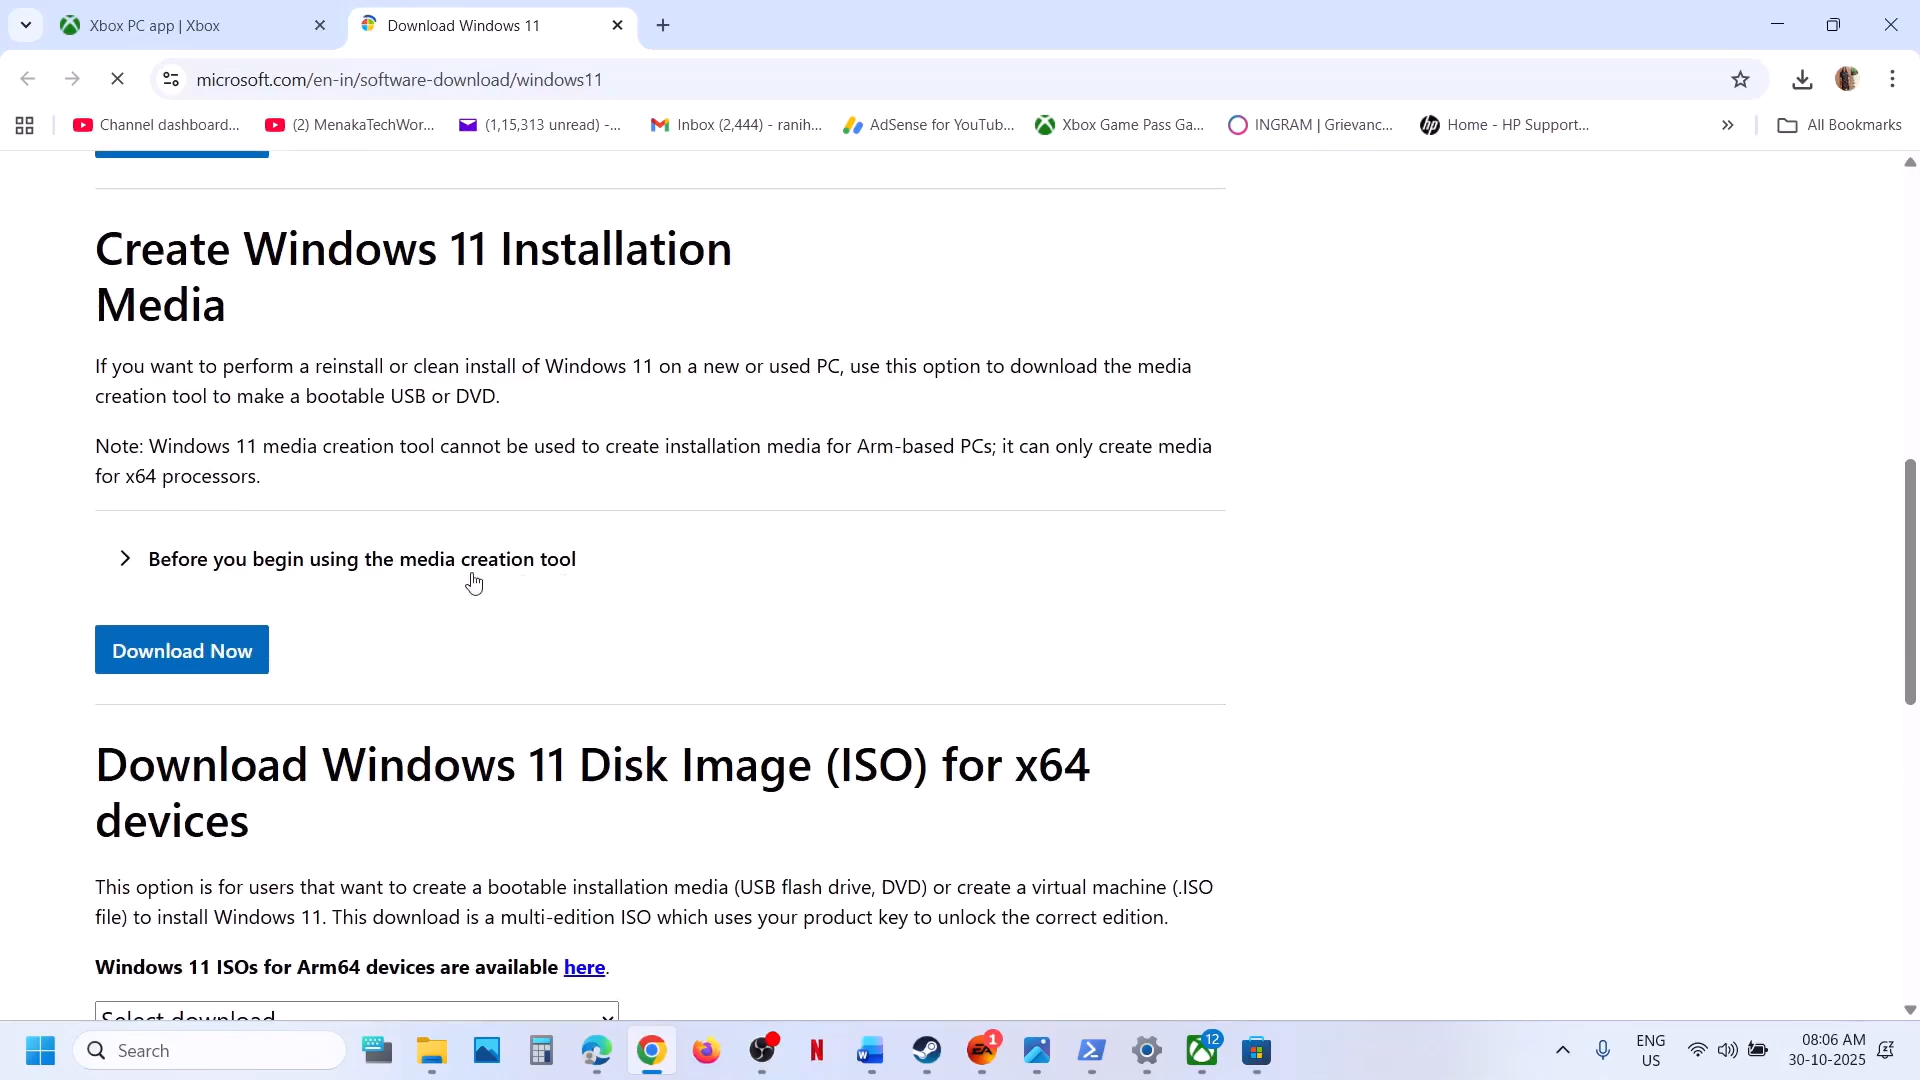 Xbox PC app | Xbox
Download Windows 11
microsoft.com/en-in/software-download/windows11
Channel dashboard...
(2) MenakaTechWor...
(1,15,313 unread) -...
Inbox (2,444) - ranih...
AdSense for YouTub...
Xbox Game Pass Ga...
INGRAM | Grievanc...
Home - HP Support...
All Bookmarks
Create Windows 11 Installation
Media
If you want to perform a reinstall or clean install of Windows 11 on a new or used PC, use this option to download the media
creation tool to make a bootable USB or DVD.
Note: Windows 11 media creation tool cannot be used to create installation media for Arm-based PCs; it can only create media
for x64 processors.
Before you begin using the media creation tool
Download Now
Download Windows 11 Disk Image (ISO) for x64
devices
This option is for users that want to create a bootable installation media (USB flash drive, DVD) or create a virtual machine (.ISO
file) to install Windows 11. This download is a multi-edition ISO which uses your product key to unlock the correct edition.
Windows 11 ISOs for Arm64 devices are available here.
Select download
Search
1
12
ENG
US
08:06 AM
30-10-2025